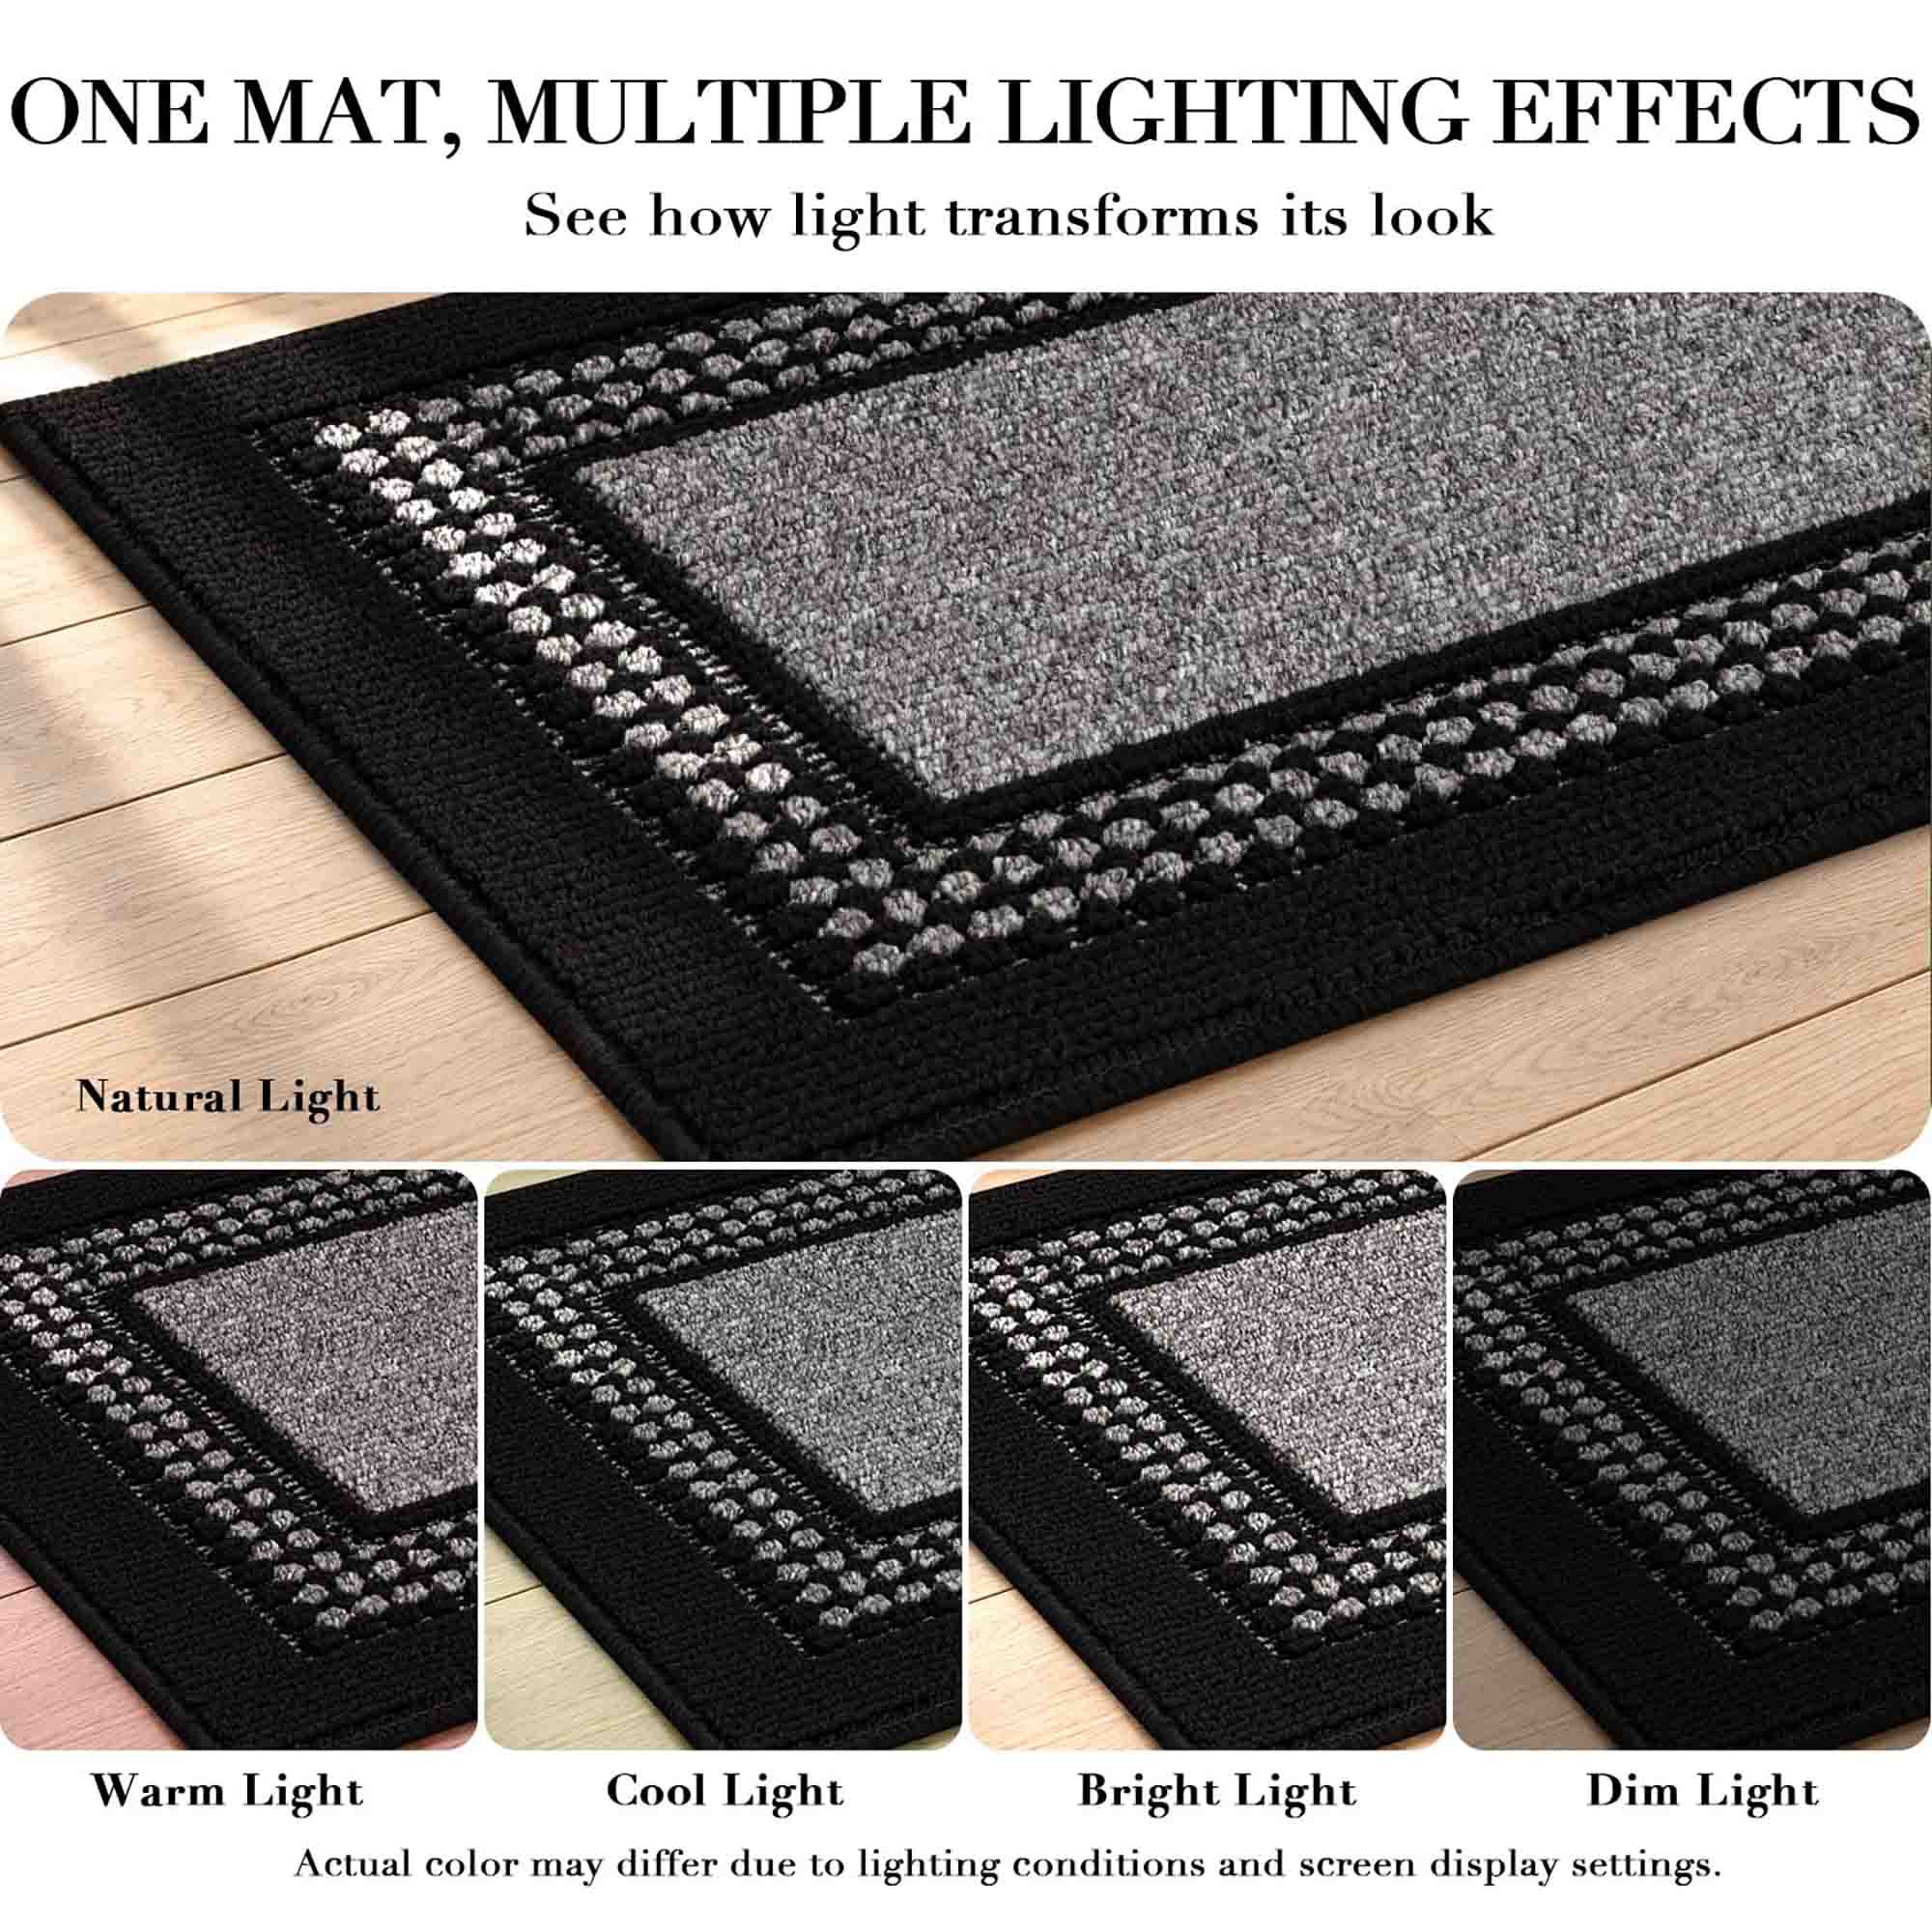 ONE MAT, MULTIPLE LIGHTING EFFECTS
See how light transforms its look
Natural Light
Warm Light
Cool Light
Bright Light
Dim Light
Actual color may differ due to lighting conditions and screen display settings.